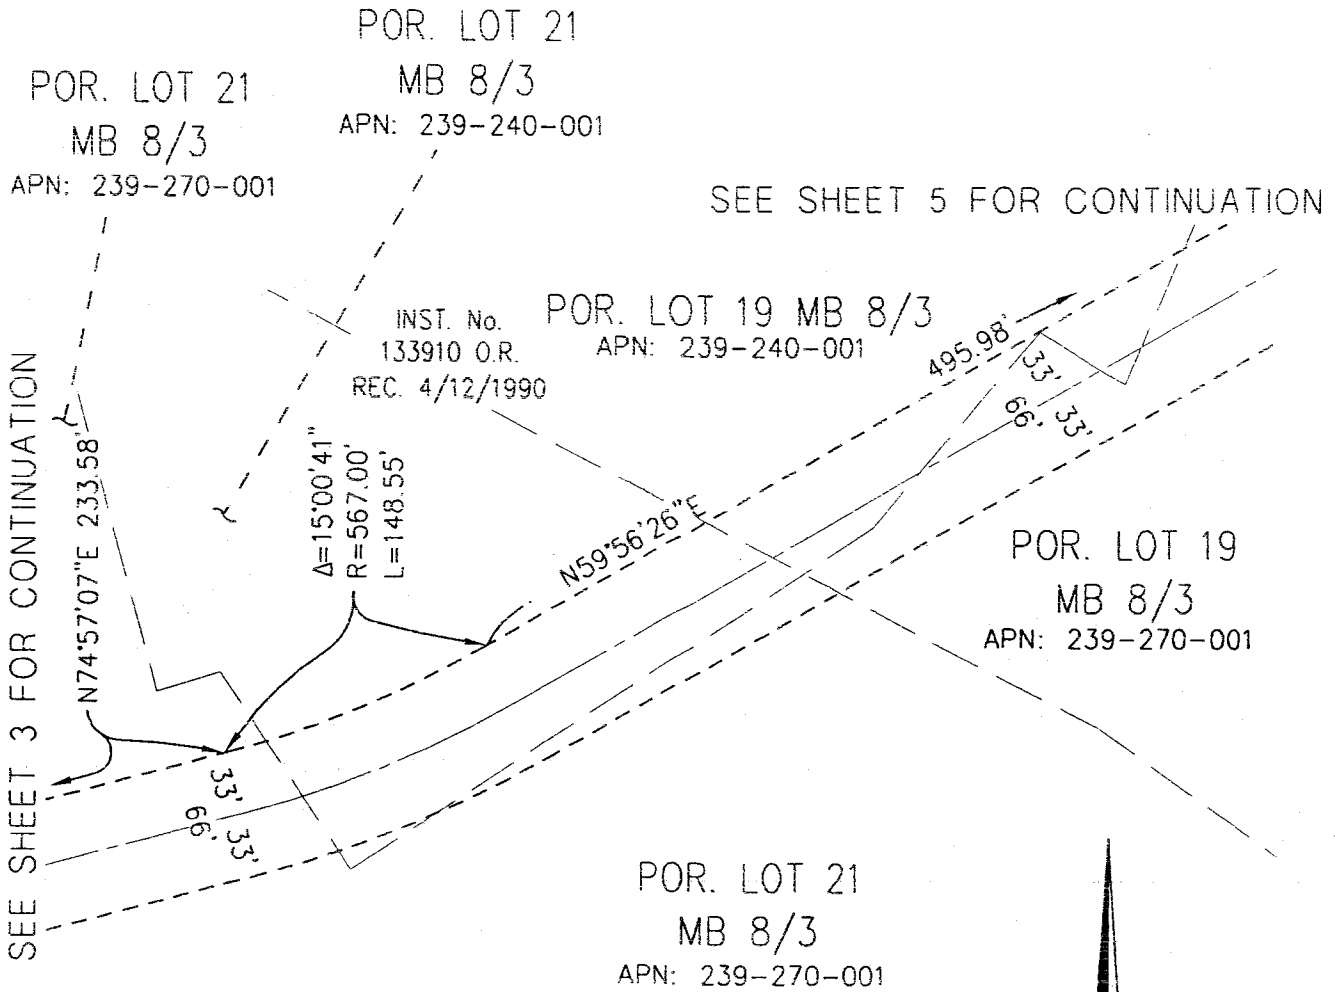 POR. LOT 21
MB 8/3
APN: 239-240-001
POR. LOT 21
MB 8/3
APN: 239-270-001
SEE SHEET 5 FOR CONTINUATION
INST. No.
133910 O.R.
REC. 4/12/1990
POR. LOT 19 MB 8/3
APN: 239-240-001
495.98'
33'
66'
33'
SEE SHEET 3 FOR CONTINUATION
N74°57'07"E 233.58'
Δ=15°00'41"
R=567.00'
L=148.55'
N59°56'26"E
POR. LOT 19
MB 8/3
APN: 239-270-001
33'
66'
33'
POR. LOT 21
MB 8/3
APN: 239-270-001